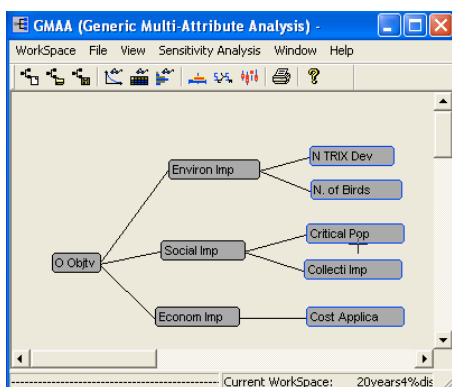 GMAA (Generic Multi-Attribute Analysis) -
WorkSpace File View Sensitivity Analysis Window Help
N TRIX Dev
Environ Imp
N. of Birds
Critical Pop
Social Imp
O Objtv
Collecti Imp
Econom Imp
Cost Applica
Current WorkSpace: 20years4%dis